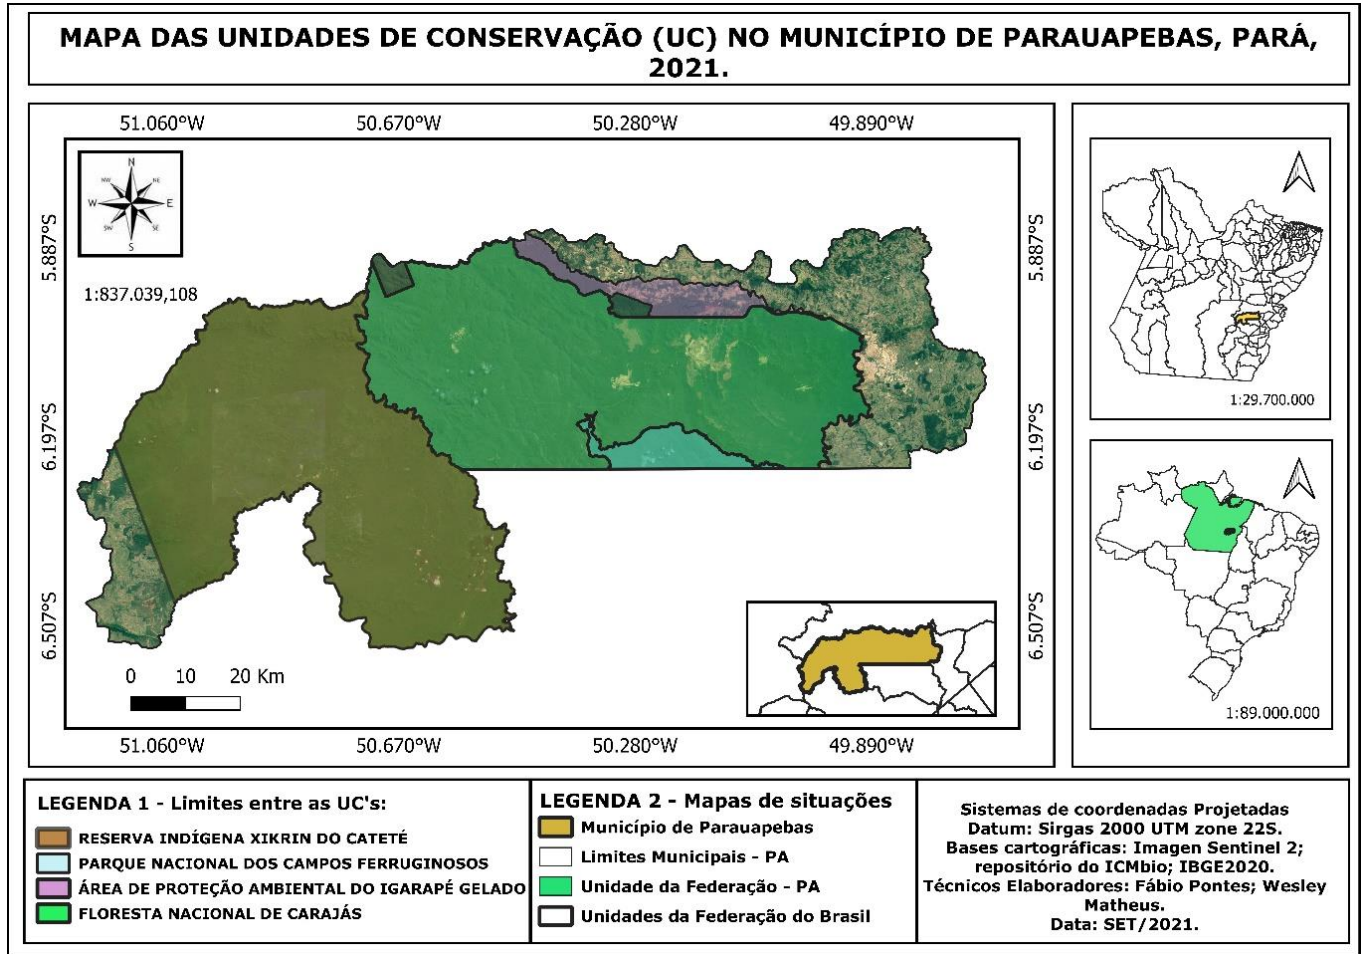 MAPA DAS UNIDADES DE CONSERVAÇÃO (UC) NO MUNICÍPIO DE PARAUAPEBAS, PARÁ,
2021.
51.060°W 50.670°W 50.280°W 49.890°W
N
NW NE
W E
SW SE
S
1:837.039,108
5.887°S
6.197°S
6.507°S
5.887°S
6.197°S
6.507°S
0 10 20 Km
51.060°W 50.670°W 50.280°W 49.890°W
1:29.700.000
1:89.000.000
LEGENDA 1 - Limites entre as UC's:
RESERVA INDÍGENA XIKRIN DO CATETÉ
PARQUE NACIONAL DOS CAMPOS FERRUGINOSOS
ÁREA DE PROTEÇÃO AMBIENTAL DO IGARAPÉ GELADO
FLORESTA NACIONAL DE CARAJÁS
LEGENDA 2 - Mapas de situações
Município de Parauapebas
Limites Municipais - PA
Unidade da Federação - PA
Unidades da Federação do Brasil
Sistemas de coordenadas Projetadas
Datum: Sirgas 2000 UTM zone 22S.
Bases cartográficas: Imagen Sentinel 2;
repositório do ICMbio; IBGE2020.
Técnicos Elaboradores: Fábio Pontes; Wesley
Matheus.
Data: SET/2021.